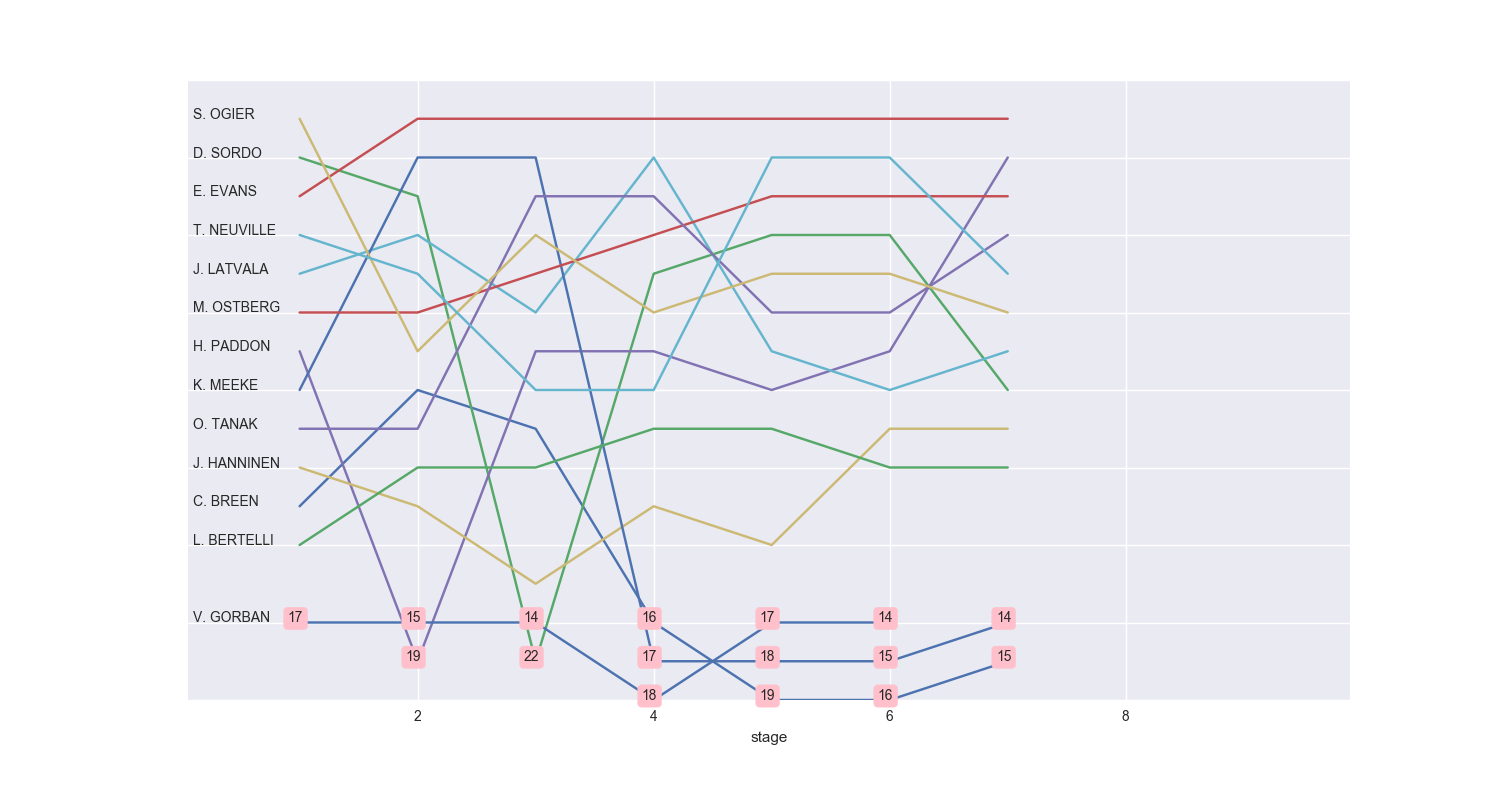 S. OGIER
D. SORDO
E. EVANS
T. NEUVILLE
J. LATVALA
M. OSTBERG
H. PADDON
K. MEEKE
O. TANAK
J. HANNINEN
C. BREEN
L. BERTELLI
V. GORBAN 17 15 14 16 17 14 14
19 22 17 18 15 15
18 19 16
2 4 6 8
stage